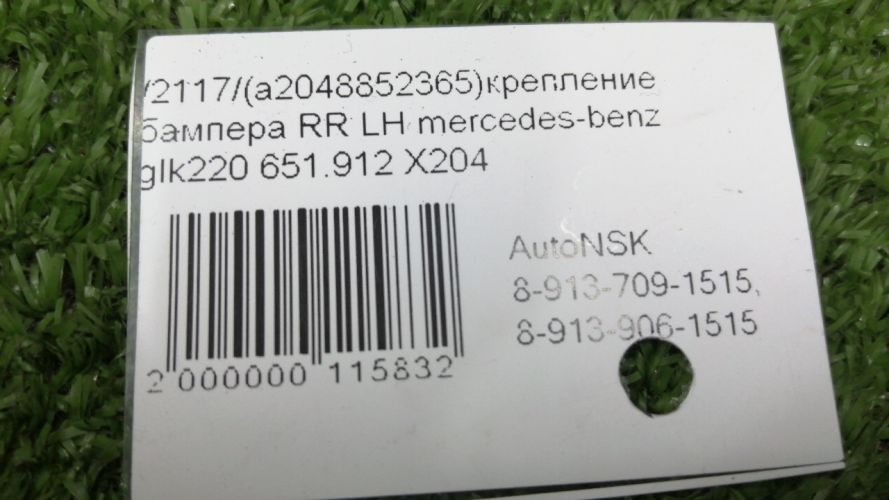 /2117/(a2048852365)крепление
бампера RR LH mercedes-benz
glk220 651.912 X204
AutoNSK
8-913-709-1515,
8-913-906-1515
2 000000 115832